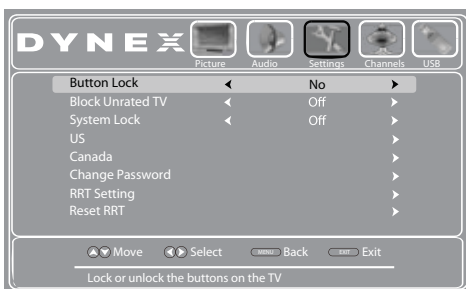 DYNEX
Picture Audio Settings Channels USB
Button Lock No
Block Unrated TV Off
System Lock Off
US
Canada
Change Password
RRT Setting
Reset RRT
Move Select MENU Back EXIT Exit
Lock or unlock the buttons on the TV